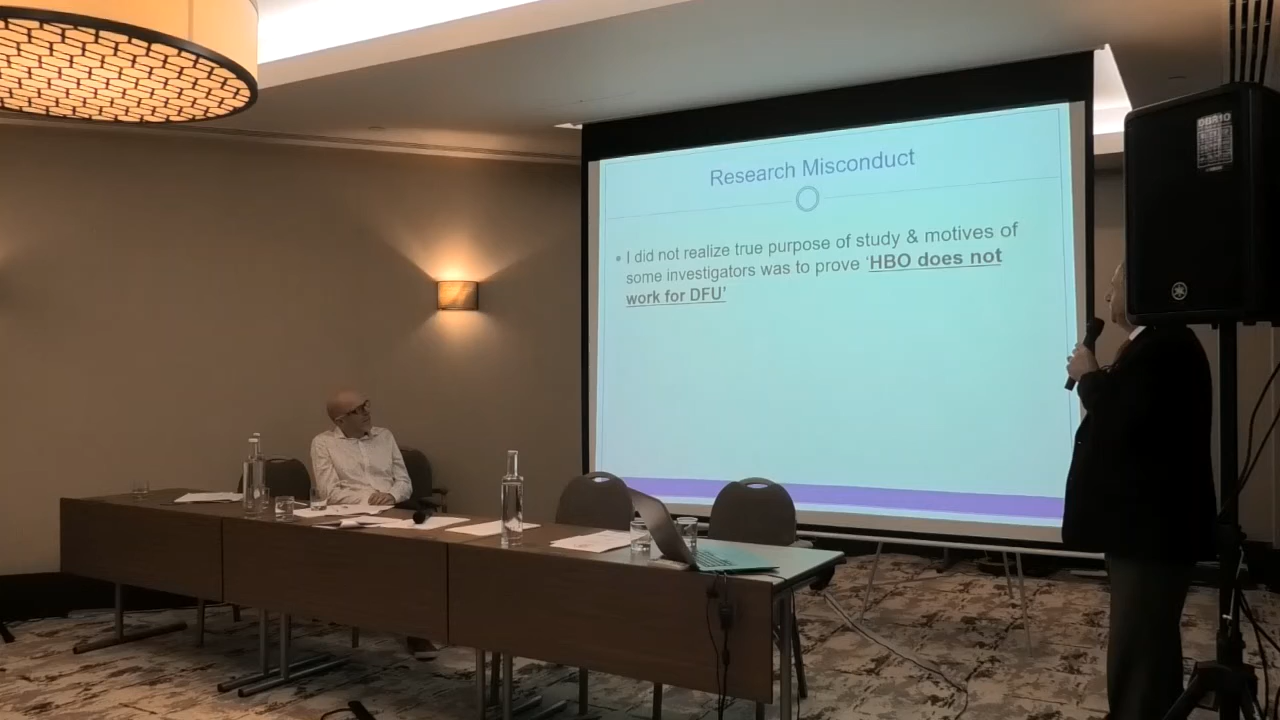 Research Misconduct
• I did not realize true purpose of study & motives of
some investigators was to prove ‘HBO does not
work for DFU’
DBR10